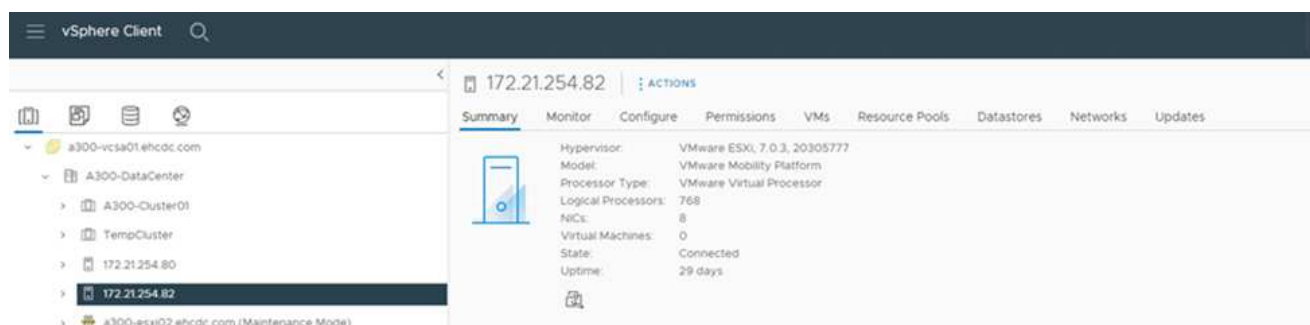 vSphere Client
172.21.254.82 ACTIONS
Summary Monitor Configure Permissions VMs Resource Pools Datastores Networks Updates
a300-vcsa01.ehcdc.com
A300-DataCenter
A300-Cluster01
TempCluster
172.21.254.80
172.21.254.82
a300-esxi02.ehcdc.com (Maintenance Mode)
Hypervisor: VMware ESXi, 7.0.3, 20305777
Model: VMware Mobility Platform
Processor Type: VMware Virtual Processor
Logical Processors: 768
NICs: 8
Virtual Machines: 0
State: Connected
Uptime: 29 days